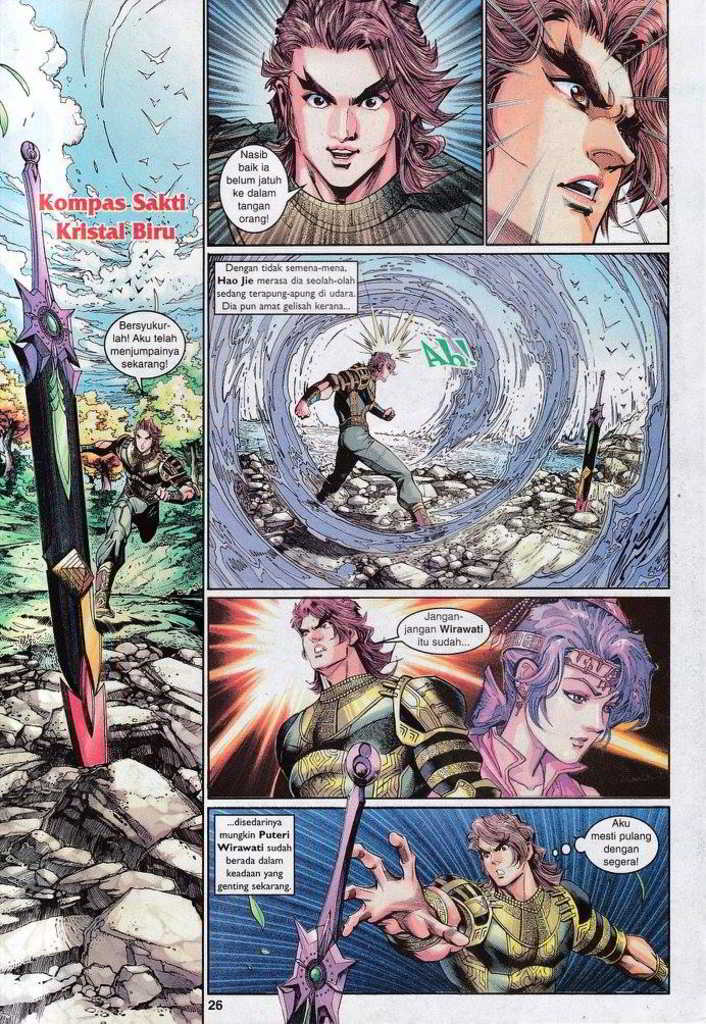 Kompas Sakti
Kristal Biru
Bersyukur-
lah! Aku telah
menjumpainya
sekarang!
Nasib
baik ia
belum jatuh
ke dalam
tangan
orang!
Dengan tidak semena-mena,
Hao Jie merasa dia seolah-olah
sedang terapung-apung di udara.
Dia pun amat gelisah kerana...
Ah!
Jangan-
jangan Wirawati
itu sudah...
...disedarinya
mungkin Puteri
Wirawati sudah
berada dalam
keadaan yang
genting sekarang.
Aku
mesti pulang
dengan
segera!
26